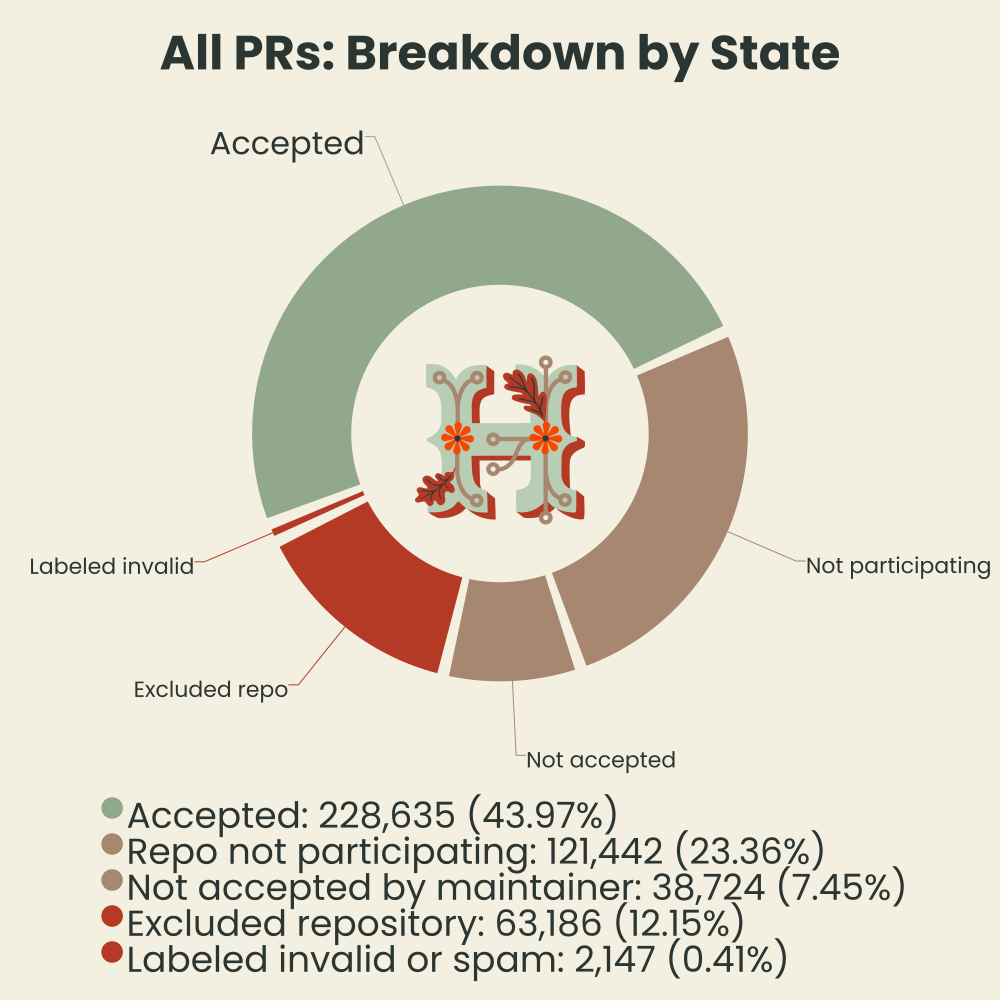 All PRs: Breakdown by State
Accepted
Labeled invalid
Not participating
Excluded repo
Not accepted
Accepted: 228,635 (43.97%)
Repo not participating: 121,442 (23.36%)
Not accepted by maintainer: 38,724 (7.45%)
Excluded repository: 63,186 (12.15%)
Labeled invalid or spam: 2,147 (0.41%)
H